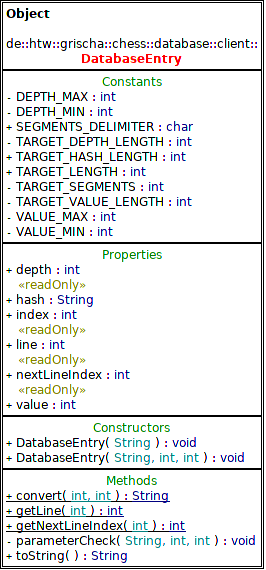 Object
de::htw::grischa::chess::database::client::
DatabaseEntry
Constants
- DEPTH_MAX : int
- DEPTH_MIN : int
+ SEGMENTS_DELIMITER : char
- TARGET_DEPTH_LENGTH : int
+ TARGET_HASH_LENGTH : int
+ TARGET_LENGTH : int
- TARGET_SEGMENTS : int
- TARGET_VALUE_LENGTH : int
- VALUE_MAX : int
- VALUE_MIN : int
Properties
+ depth : int
«readOnly»
+ hash : String
+ index : int
«readOnly»
+ line : int
«readOnly»
+ nextLineIndex : int
«readOnly»
+ value : int
Constructors
+ DatabaseEntry( String ) : void
+ DatabaseEntry( String, int, int ) : void
Methods
+ convert( int, int ) : String
+ getLine( int ) : int
+ getNextLineIndex( int ) : int
- parameterCheck( String, int, int ) : void
+ toString( ) : String